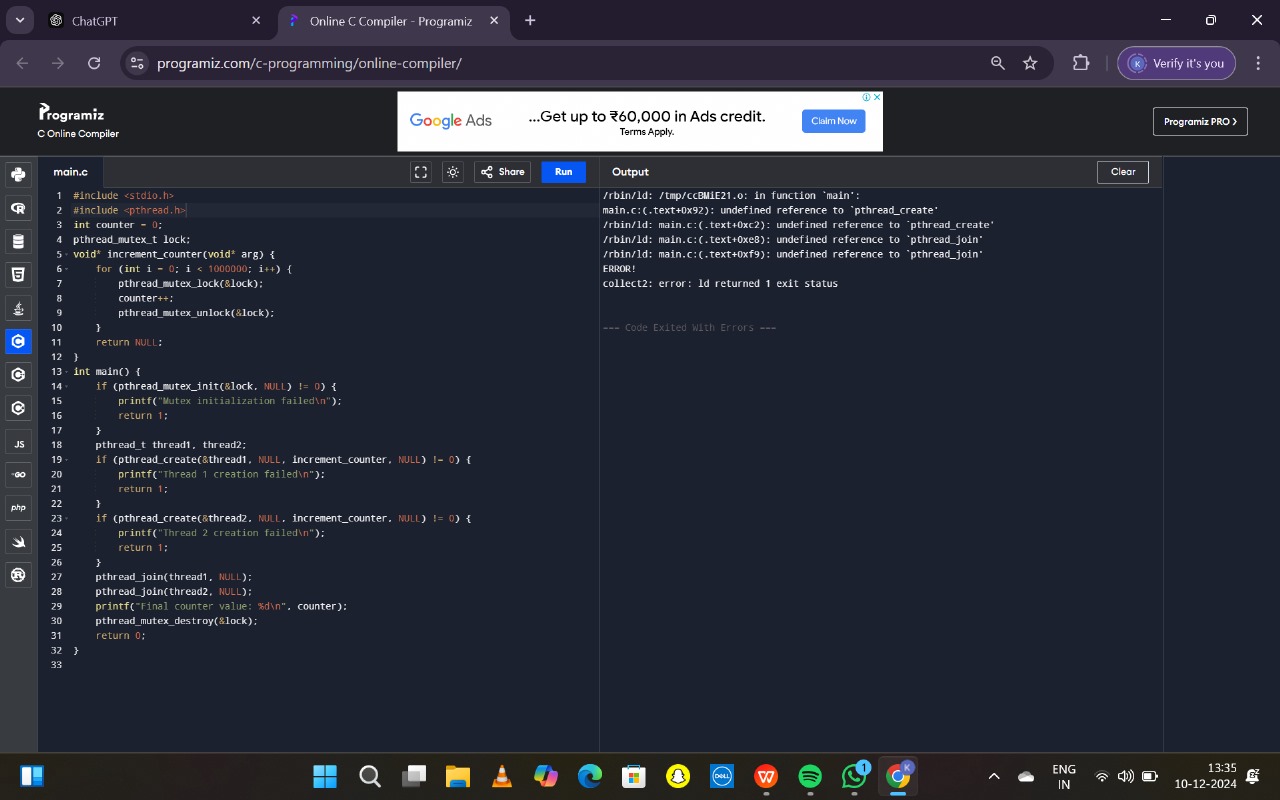 ChatGPT
Online C Compiler - Programiz
programiz.com/c-programming/online-compiler/
K
Verify it's you
Programiz
C Online Compiler
Google Ads
...Get up to ₹60,000 in Ads credit.
Terms Apply.
Claim Now
Programiz PRO >
main.c
Share
Run
Output
Clear
1 #include <stdio.h>
2 #include <pthread.h>
3 int counter = 0;
4 pthread_mutex_t lock;
5 void* increment_counter(void* arg) {
6 for (int i = 0; i < 1000000; i++) {
7 pthread_mutex_lock(&lock);
8 counter++;
9 pthread_mutex_unlock(&lock);
10 }
11 return NULL;
12 }
13 int main() {
14 if (pthread_mutex_init(&lock, NULL) != 0) {
15 printf("Mutex initialization failed\n");
16 return 1;
17 }
18 pthread_t thread1, thread2;
19 if (pthread_create(&thread1, NULL, increment_counter, NULL) != 0) {
20 printf("Thread 1 creation failed\n");
21 return 1;
22 }
23 if (pthread_create(&thread2, NULL, increment_counter, NULL) != 0) {
24 printf("Thread 2 creation failed\n");
25 return 1;
26 }
27 pthread_join(thread1, NULL);
28 pthread_join(thread2, NULL);
29 printf("Final counter value: %d\n", counter);
30 pthread_mutex_destroy(&lock);
31 return 0;
32 }
33
/rbin/ld: /tmp/ccBMiE21.o: in function `main':
main.c:(.text+0x92): undefined reference to `pthread_create'
/rbin/ld: main.c:(.text+0xc2): undefined reference to `pthread_create'
/rbin/ld: main.c:(.text+0xe8): undefined reference to `pthread_join'
/rbin/ld: main.c:(.text+0xf9): undefined reference to `pthread_join'
ERROR!
collect2: error: ld returned 1 exit status
=== Code Exited With Errors ===
JS
GO
php
DELL
W
1
K
ENG
IN
13:35
10-12-2024